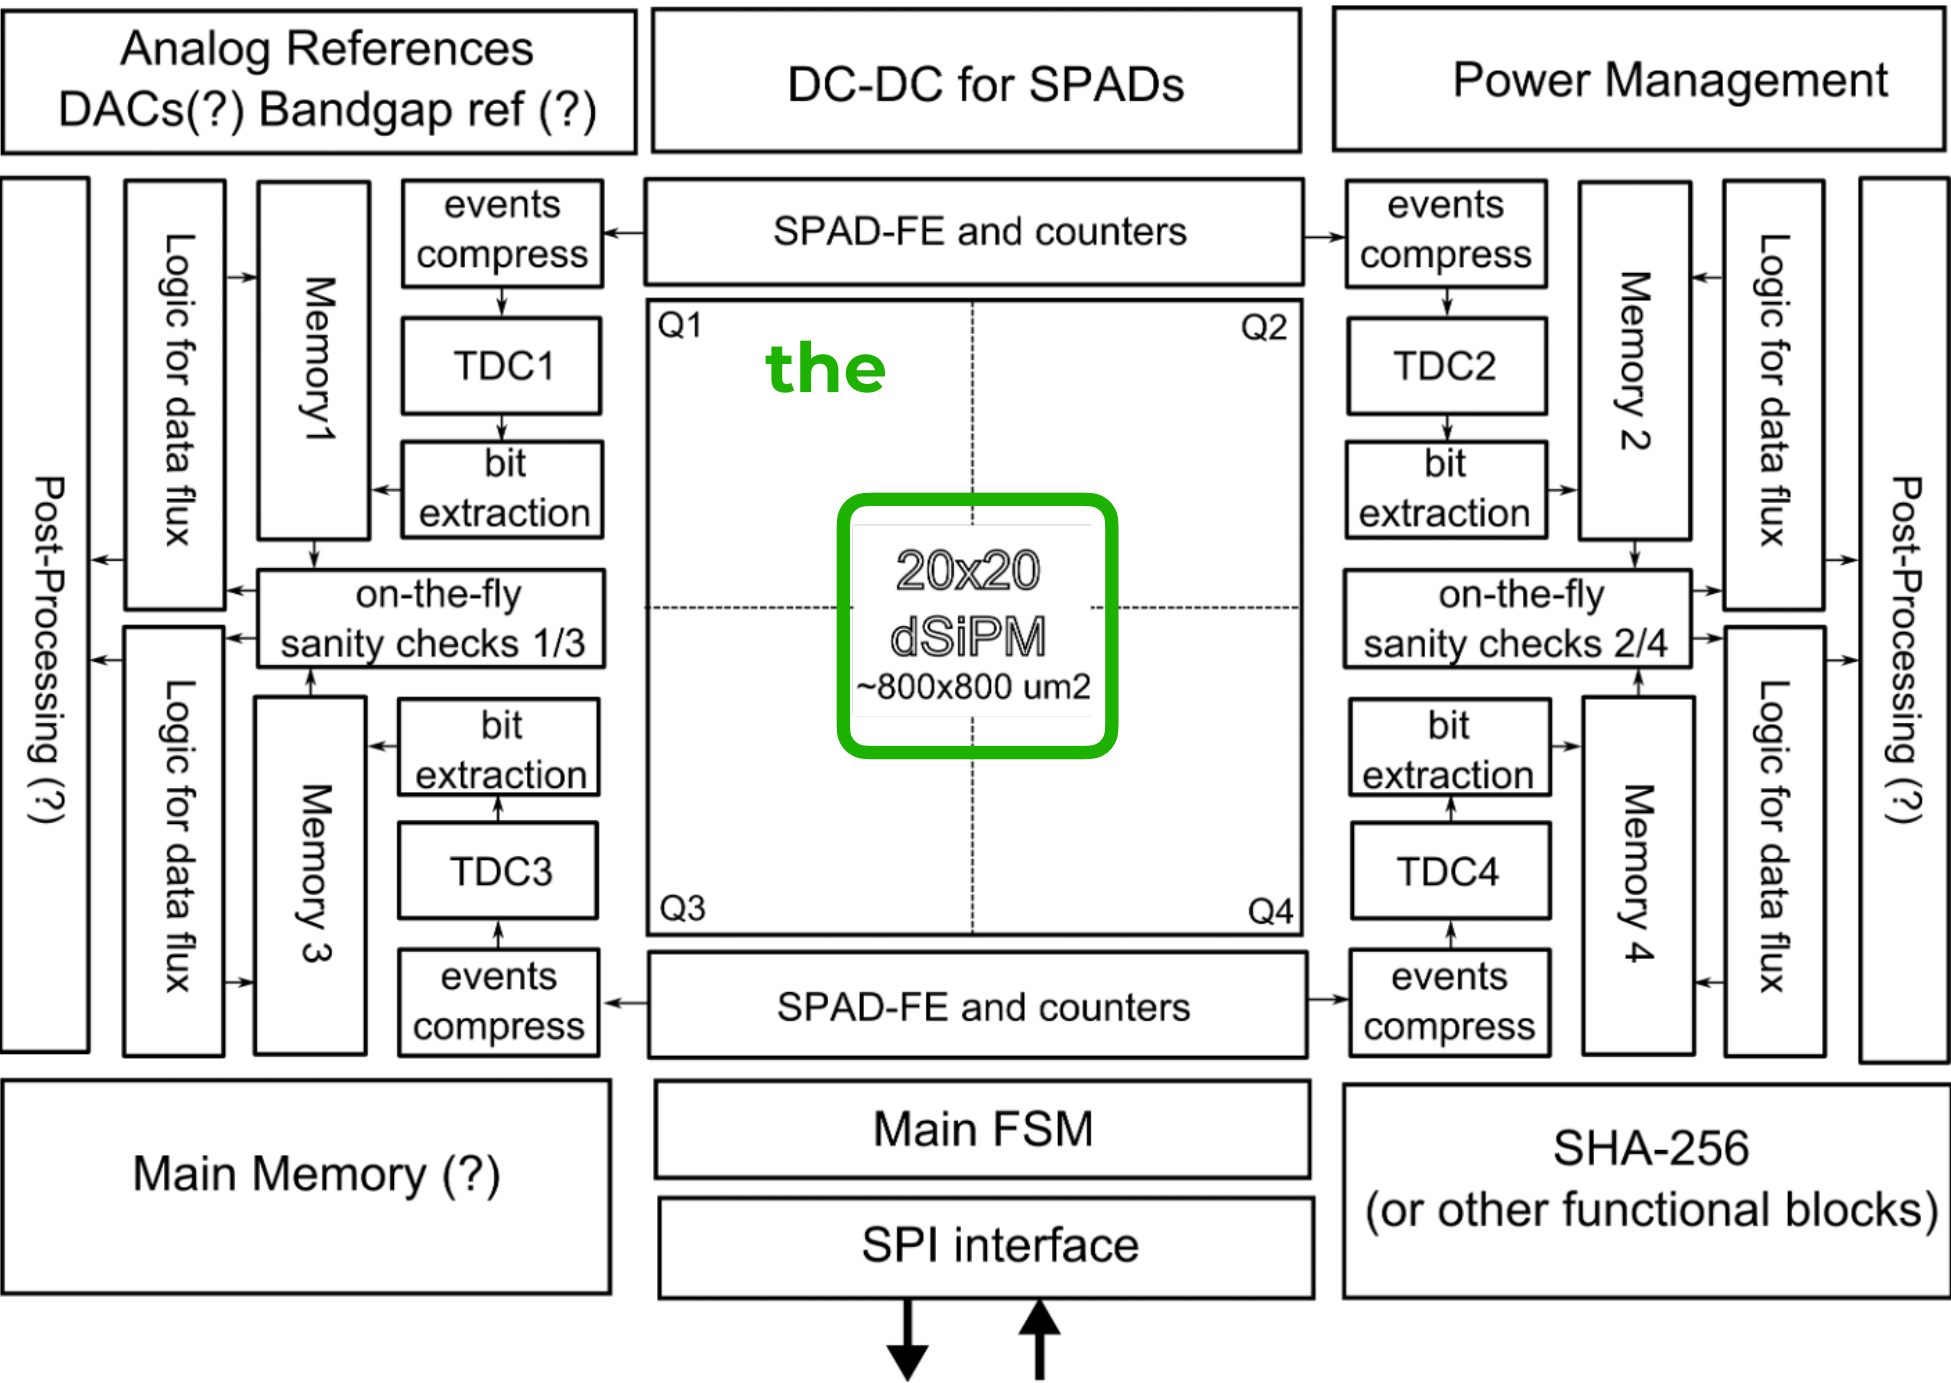 Analog References
DACs(?) Bandgap ref (?)
DC-DC for SPADs
Power Management
Post-Processing (?)
Logic for data flux
Memory1
events
compress
TDC1
bit
extraction
on-the-fly
sanity checks 1/3
Logic for data flux
Memory 3
bit
extraction
TDC3
events
compress
SPAD-FE and counters
Q1
the
Q2
20x20
dSiPM
~800x800 um2
Q3
Q4
SPAD-FE and counters
events
compress
TDC2
bit
extraction
Memory 2
Logic for data flux
on-the-fly
sanity checks 2/4
bit
extraction
TDC4
events
compress
Memory 4
Logic for data flux
Post-Processing (?)
Main Memory (?)
Main FSM
SPI interface
SHA-256
(or other functional blocks)